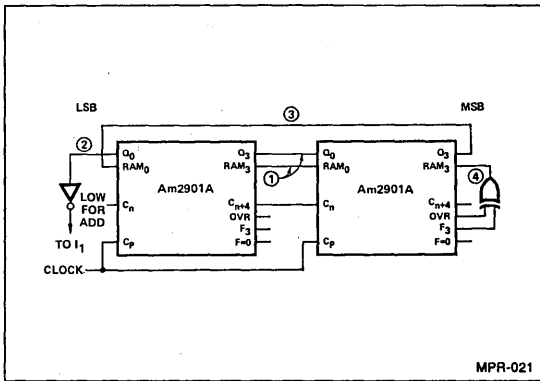 LSB
MSB
③
②
Q₀
RAM₀
Q₃
RAM₃
①
Q₀
RAM₀
Q₃
RAM₃
④
Am2901A
Am2901A
LOW
FOR
ADD
Cₙ
Cₙ₊₄
OVR
F₃
F=0
Cₙ
Cₙ₊₄
OVR
F₃
F=0
TO I₁
Cₚ
Cₚ
CLOCK
MPR-021